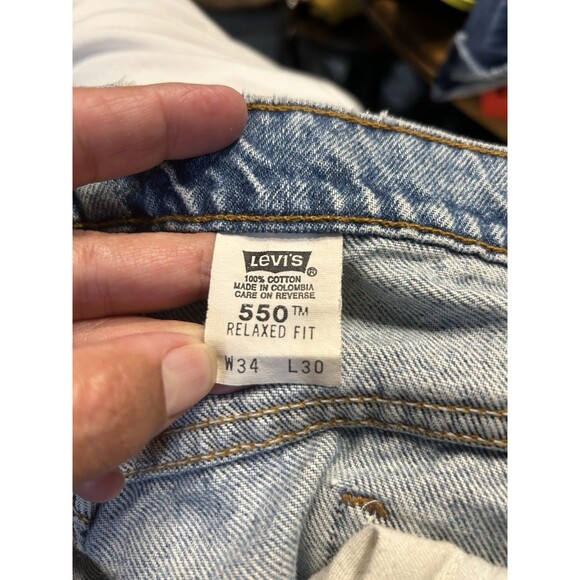 Levi's ®
100% COTTON
MADE IN COLOMBIA
CARE ON REVERSE
550™
RELAXED FIT
W34 L30